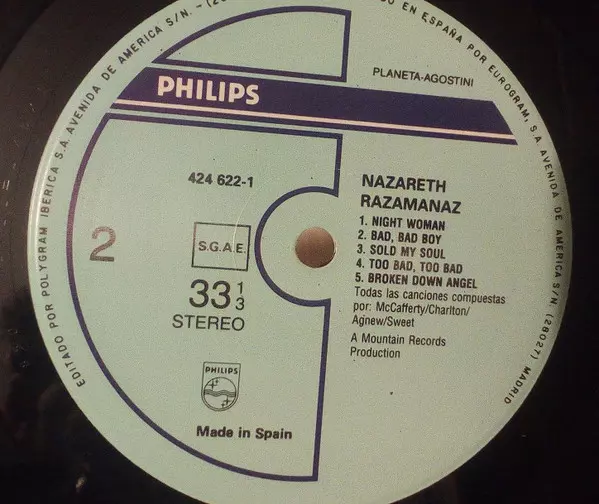 EDITADO POR POLYGRAM IBERICA S.A. AVENIDA DE AMERICA S/N. - (28
EN ESPAÑA POR EUROGRAM, S.A. AVENIDA DE AMERICA S/N. (28027) MADRID
PHILIPS
PLANETA-AGOSTINI
424 622-1
2
S.G.A.E.
33 1/3
STEREO
PHILIPS
Made in Spain
NAZARETH
RAZAMANAZ
1. NIGHT WOMAN
2. BAD, BAD BOY
3. SOLD MY SOUL
4. TOO BAD, TOO BAD
5. BROKEN DOWN ANGEL
Todas las canciones compuestas
por: McCafferty/Charlton/
Agnew/Sweet
A Mountain Records
Production